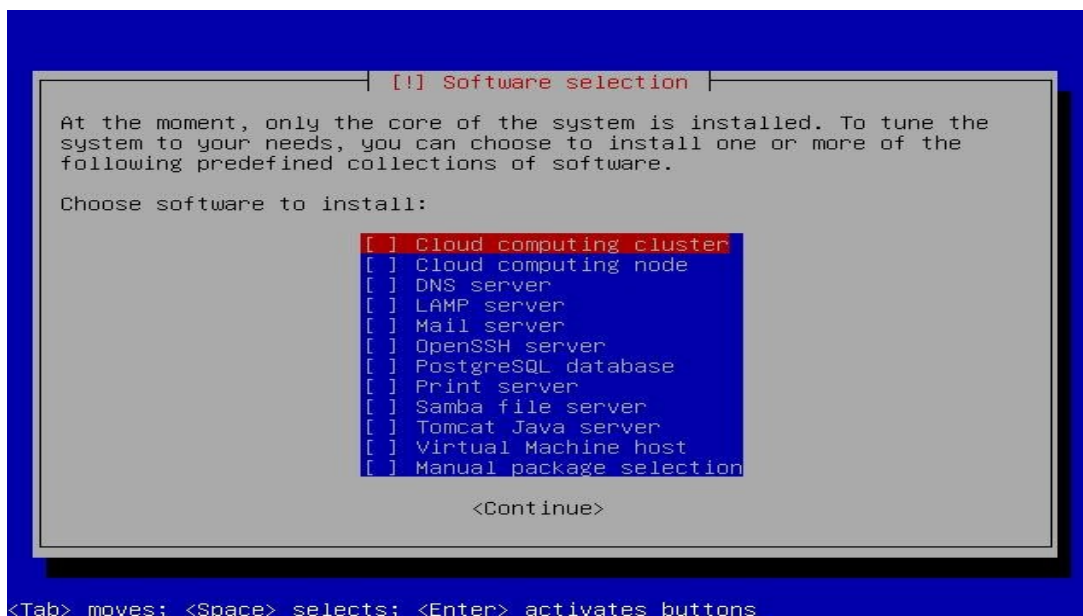 [!] Software selection
At the moment, only the core of the system is installed. To tune the
system to your needs, you can choose to install one or more of the
following predefined collections of software.
Choose software to install:
[ ] Cloud computing cluster
[ ] Cloud computing node
[ ] DNS server
[ ] LAMP server
[ ] Mail server
[ ] OpenSSH server
[ ] PostgreSQL database
[ ] Print server
[ ] Samba file server
[ ] Tomcat Java server
[ ] Virtual Machine host
[ ] Manual package selection
<Continue>
<Tab> moves; <Space> selects; <Enter> activates buttons